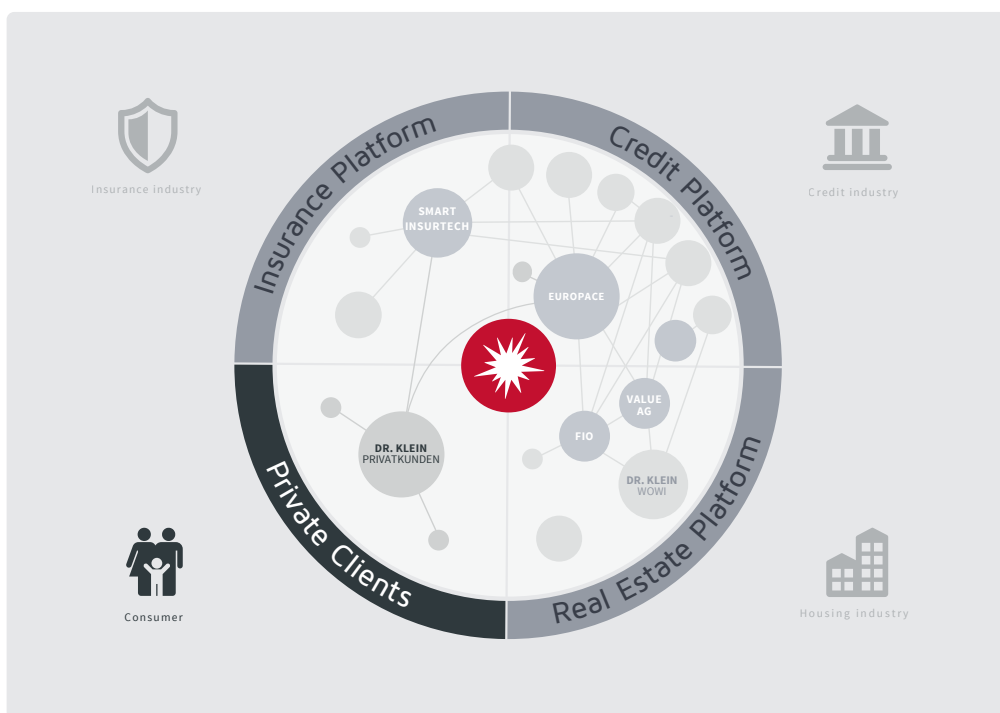 Insurance Platform
Credit Platform
Insurance industry
Credit industry
SMART
INSURTECH
EUROPACE
VALUE
AG
FIO
DR. KLEIN
PRIVATKUNDEN
DR. KLEIN
WOWI
Private Clients
Real Estate Platform
Consumer
Housing industry